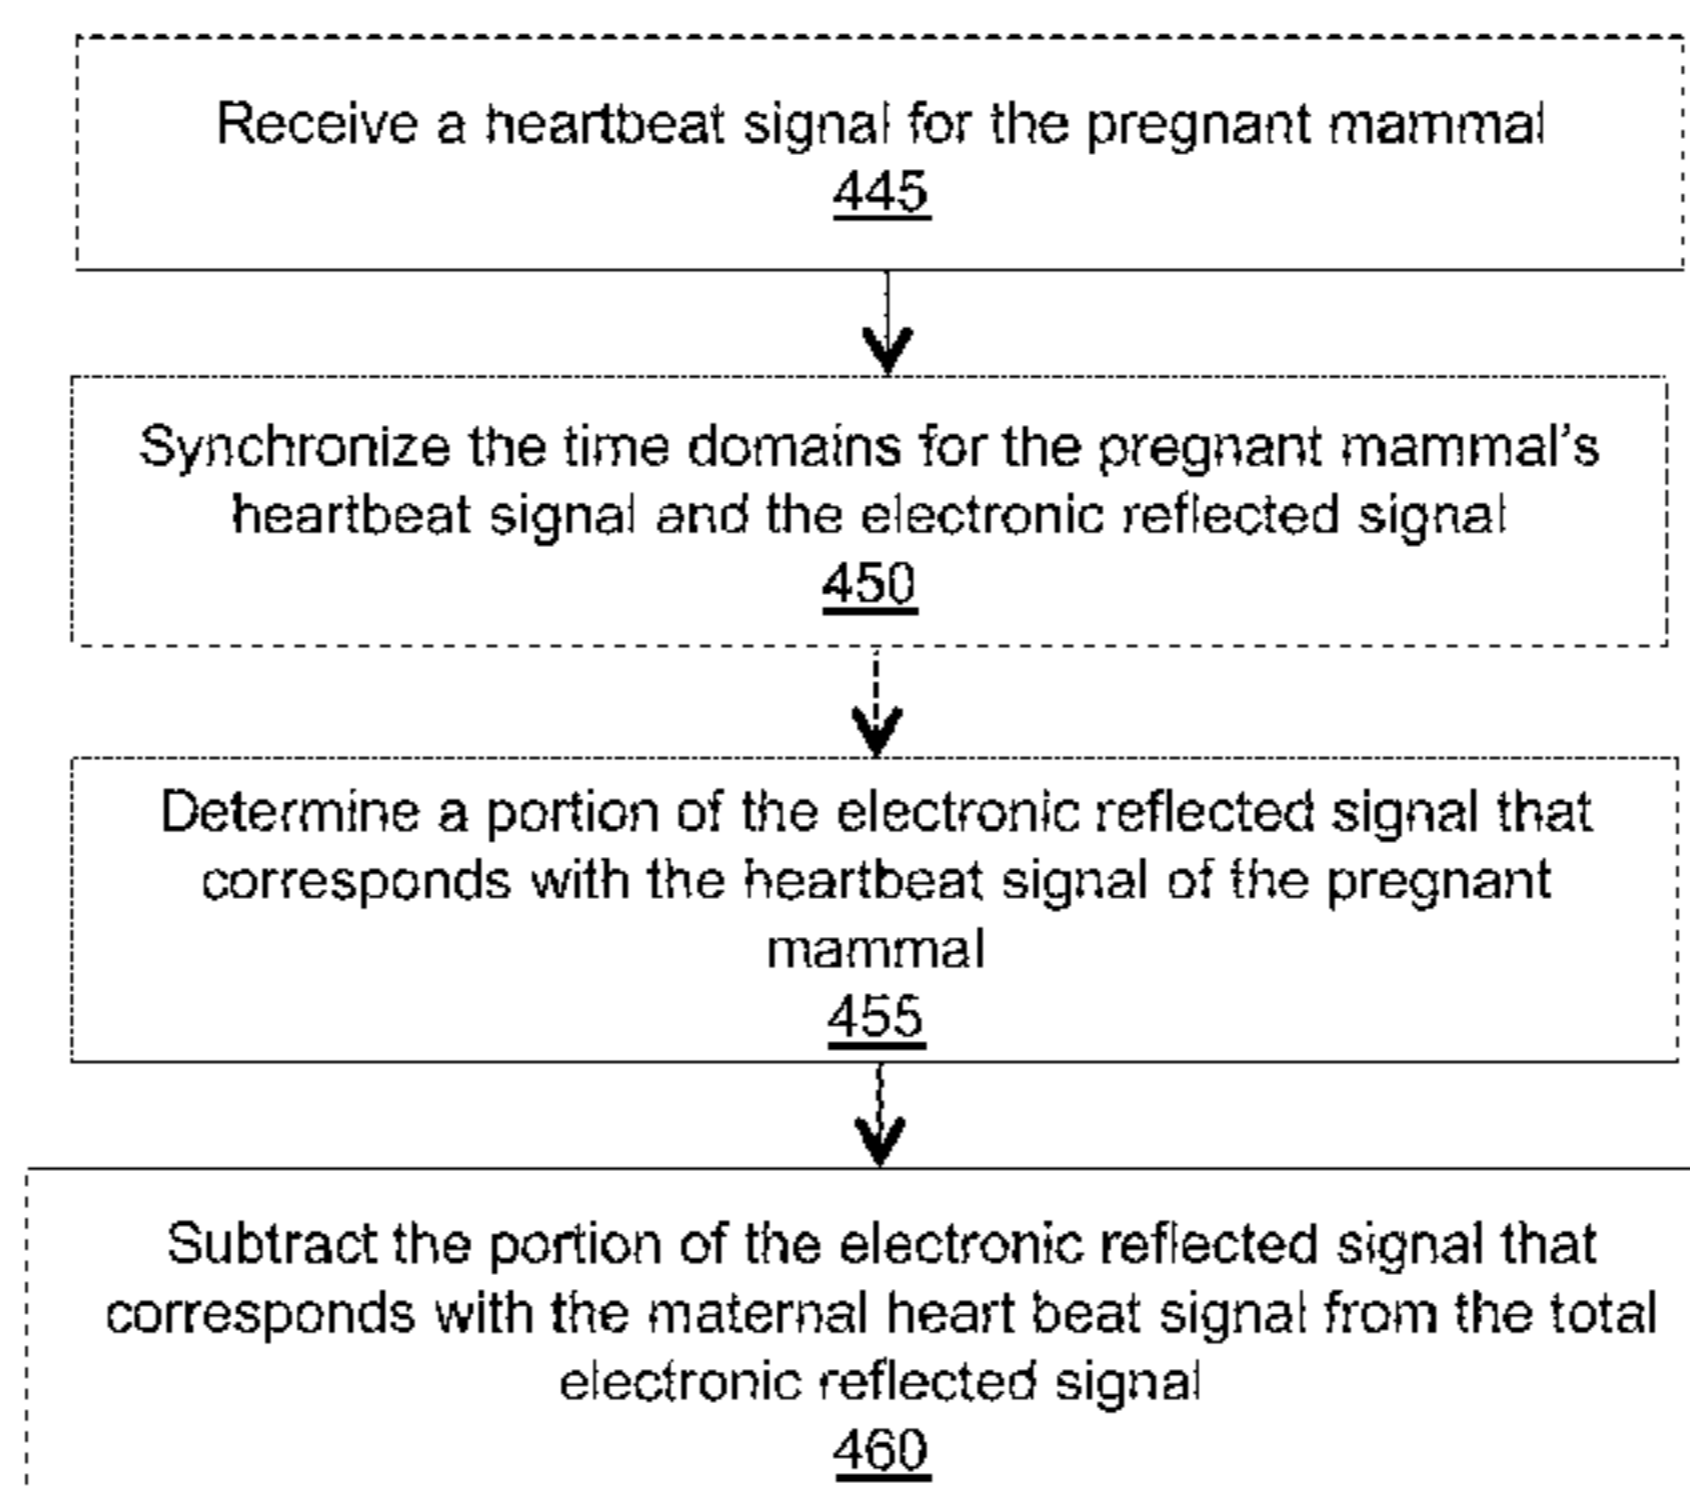 Receive a heartbeat signal for the pregnant mammal
445
Synchronize the time domains for the pregnant mammal's
heartbeat signal and the electronic reflected signal
450
Determine a portion of the electronic reflected signal that
corresponds with the heartbeat signal of the pregnant
mammal
455
Subtract the portion of the electronic reflected signal that
corresponds with the maternal heart beat signal from the total
electronic reflected signal
460